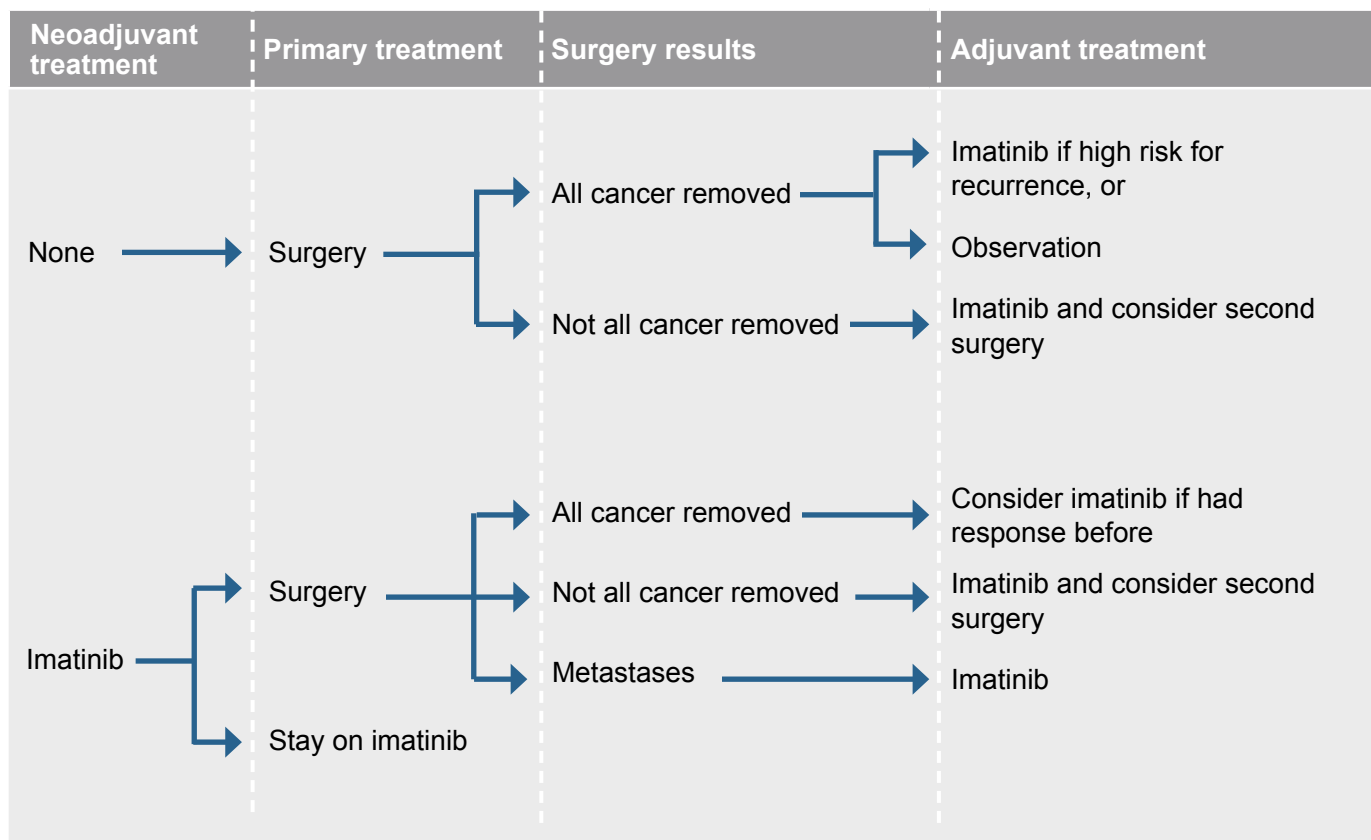 Neoadjuvant
treatment
Primary treatment
Surgery results
Adjuvant treatment
None
Surgery
All cancer removed
Imatinib if high risk for
recurrence, or
Observation
Not all cancer removed
Imatinib and consider second
surgery
Imatinib
Surgery
All cancer removed
Consider imatinib if had
response before
Not all cancer removed
Imatinib and consider second
surgery
Metastases
Imatinib
Stay on imatinib